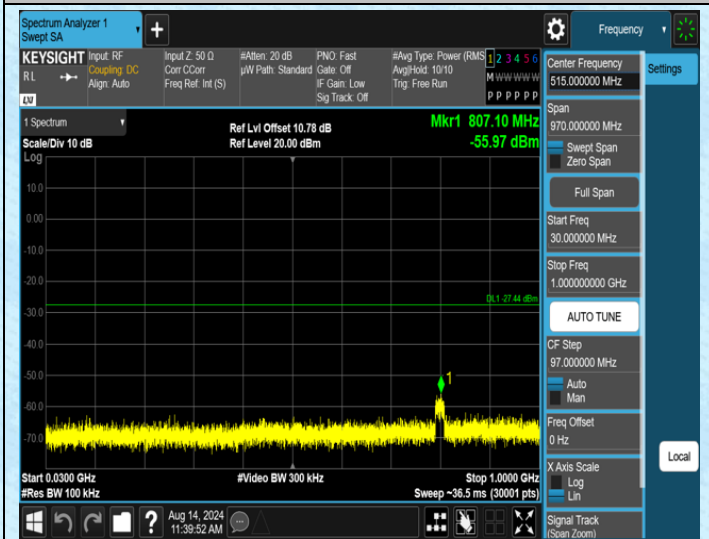 Spectrum Analyzer 1
Swept SA
+
Frequency
KEYSIGHT
RL
LXI
Input: RF
Coupling: DC
Align: Auto
Input Z: 50 Ω
Corr CCorr
Freq Ref: Int (S)
#Atten: 20 dB
µW Path: Standard
PNO: Fast
Gate: Off
IF Gain: Low
Sig Track: Off
#Avg Type: Power (RMS
Avg|Hold: 10/10
Trig: Free Run
1 2 3 4 5 6
M W W W W W
P P P P P P
1 Spectrum
Scale/Div 10 dB
Log
Ref Lvl Offset 10.78 dB
Ref Level 20.00 dBm
Mkr1 807.10 MHz
-55.97 dBm
10.0
0.00
-10.0
-20.0
-30.0
-40.0
-50.0
-60.0
-70.0
DL1 -27.44 dBm
1
Start 0.0300 GHz
#Res BW 100 kHz
#Video BW 300 kHz
Stop 1.0000 GHz
Sweep ~36.5 ms (30001 pts)
?
Aug 14, 2024
11:39:52 AM
Center Frequency
515.000000 MHz
Settings
Span
970.000000 MHz
Swept Span
Zero Span
Full Span
Start Freq
30.000000 MHz
Stop Freq
1.000000000 GHz
AUTO TUNE
CF Step
97.000000 MHz
Auto
Man
Freq Offset
0 Hz
X Axis Scale
Log
Lin
Local
Signal Track
(Span Zoom)